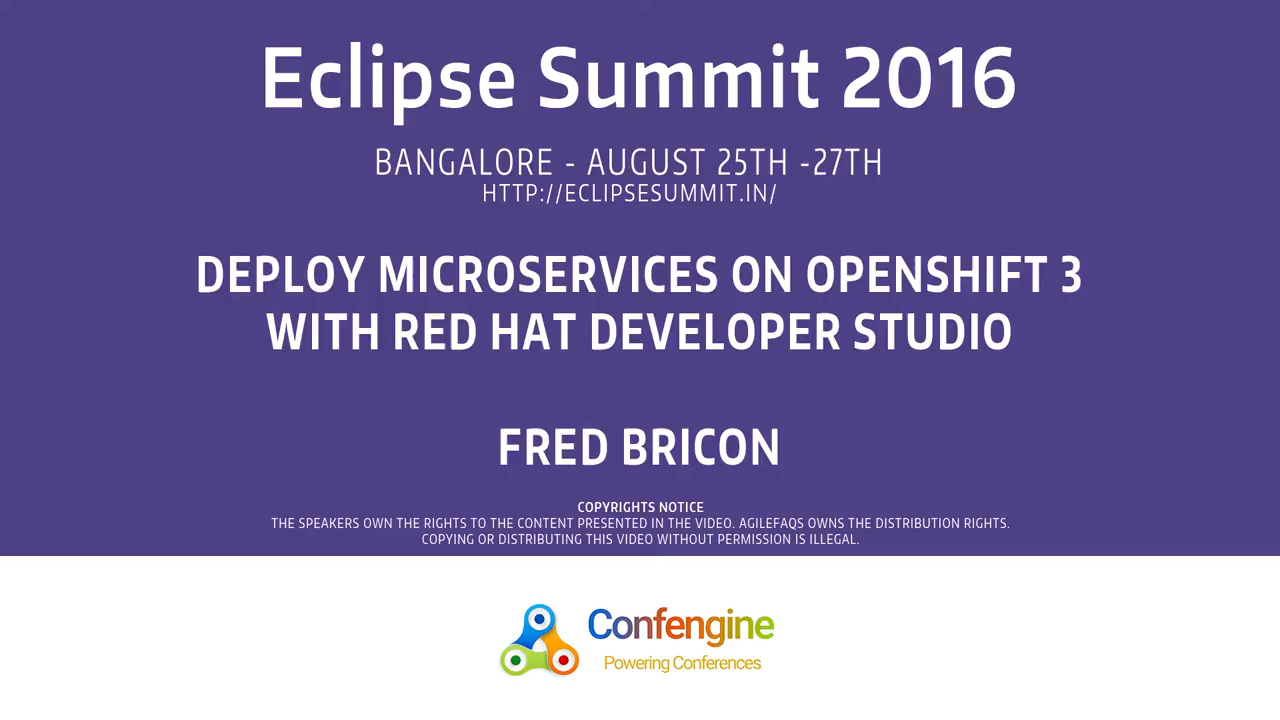 Eclipse Summit 2016
BANGALORE - AUGUST 25TH -27TH
HTTP://ECLIPSESUMMIT.IN/
DEPLOY MICROSERVICES ON OPENSHIFT 3
WITH RED HAT DEVELOPER STUDIO
FRED BRICON
COPYRIGHTS NOTICE
THE SPEAKERS OWN THE RIGHTS TO THE CONTENT PRESENTED IN THE VIDEO. AGILEFAQS OWNS THE DISTRIBUTION RIGHTS.
COPYING OR DISTRIBUTING THIS VIDEO WITHOUT PERMISSION IS ILLEGAL.
Confengine
Powering Conferences